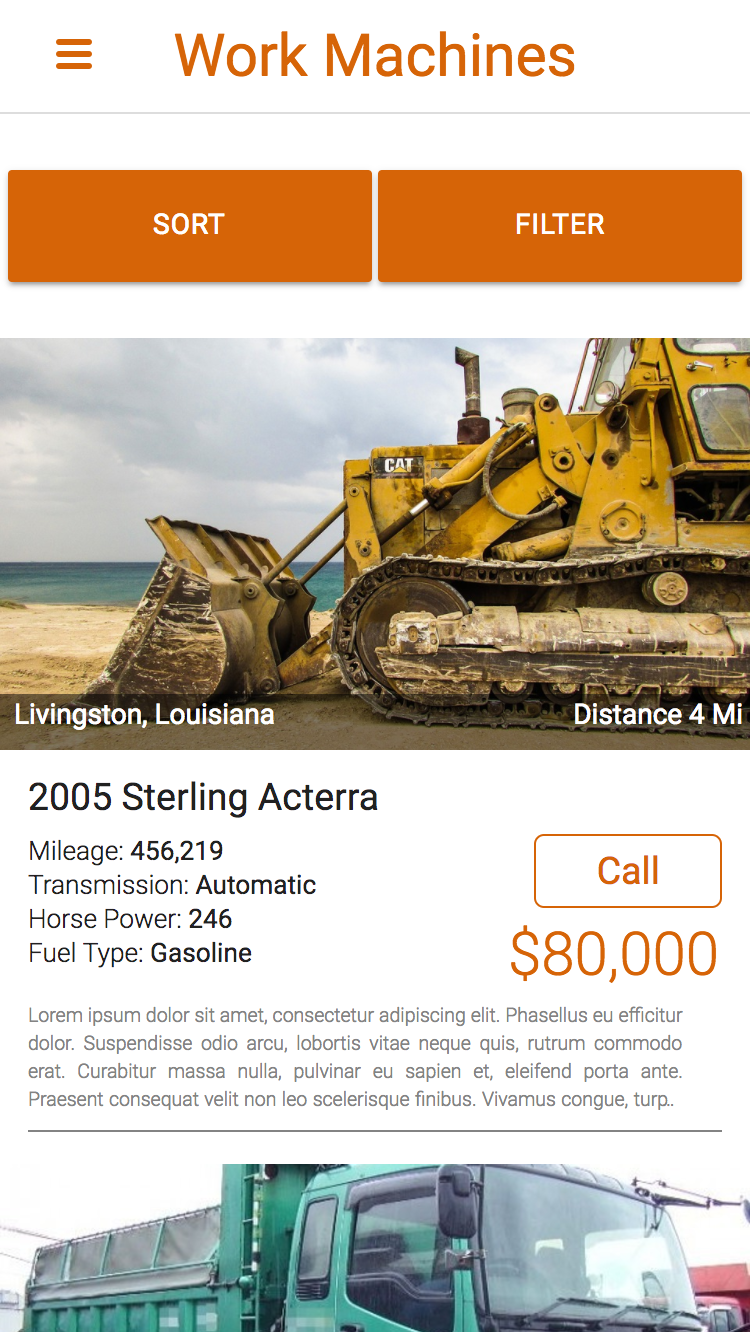 Work Machines
SORT
FILTER
CAT
Livingston, Louisiana
Distance 4 Mi
2005 Sterling Acterra
Mileage: 456,219
Transmission: Automatic
Horse Power: 246
Fuel Type: Gasoline
Call
$80,000
Lorem ipsum dolor sit amet, consectetur adipiscing elit. Phasellus eu efficitur
dolor. Suspendisse odio arcu, lobortis vitae neque quis, rutrum commodo
erat. Curabitur massa nulla, pulvinar eu sapien et, eleifend porta ante.
Praesent consequat velit non leo scelerisque finibus. Vivamus congue, turp..